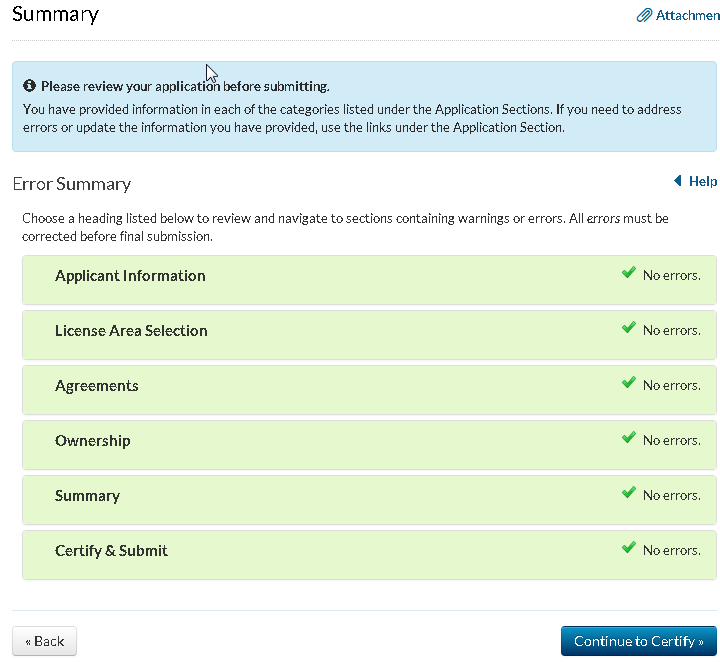 Summary
Attachmen
Please review your application before submitting.
You have provided information in each of the categories listed under the Application Sections. If you need to address
errors or update the information you have provided, use the links under the Application Section.
Error Summary
Help
Choose a heading listed below to review and navigate to sections containing warnings or errors. All errors must be
corrected before final submission.
Applicant Information No errors.
License Area Selection No errors.
Agreements No errors.
Ownership No errors.
Summary No errors.
Certify & Submit No errors.
« Back
Continue to Certify »